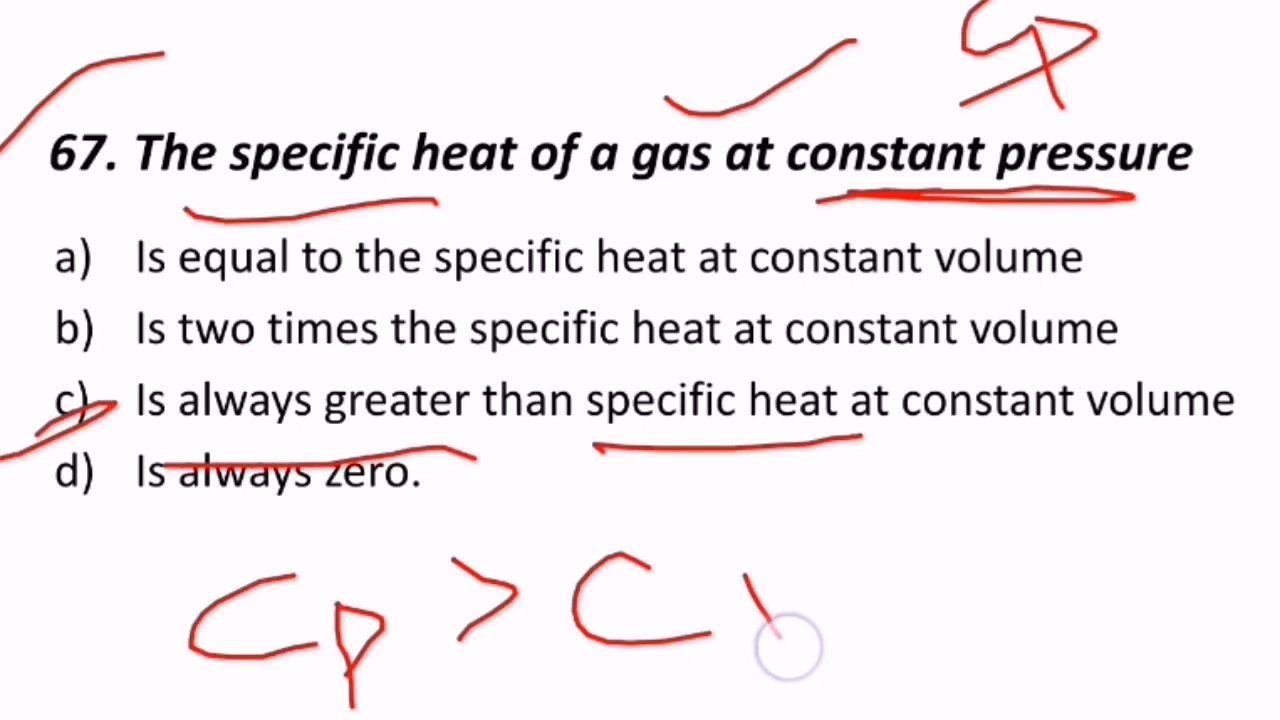 Cp
67. The specific heat of a gas at constant pressure
a) Is equal to the specific heat at constant volume
b) Is two times the specific heat at constant volume
c) Is always greater than specific heat at constant volume
d) Is always zero.
Cp > C